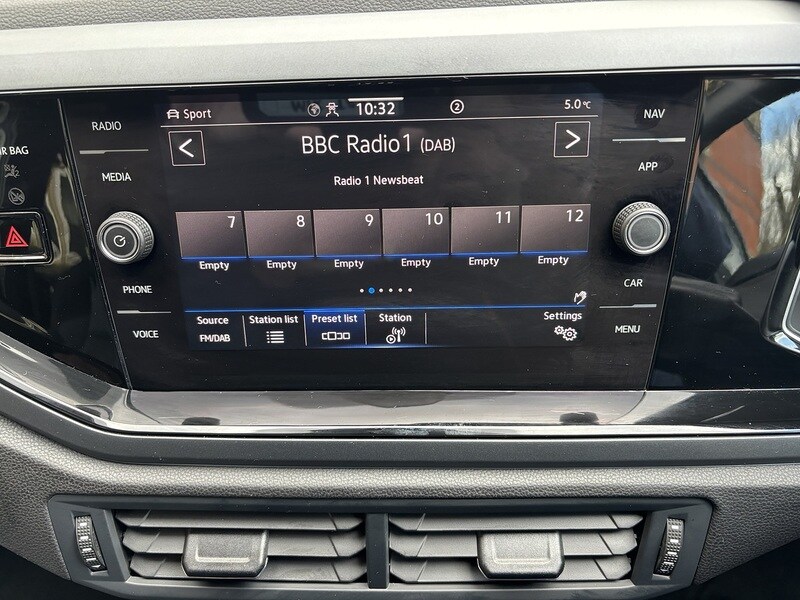 Sport
10:32
2
5.0°C
RADIO
NAV
BBC Radio1 (DAB)
R BAG
MEDIA
APP
Radio 1 Newsbeat
7
8
9
10
11
12
Empty
Empty
Empty
Empty
Empty
Empty
PHONE
CAR
Source
FM/DAB
Station list
Preset list
Station
Settings
VOICE
MENU